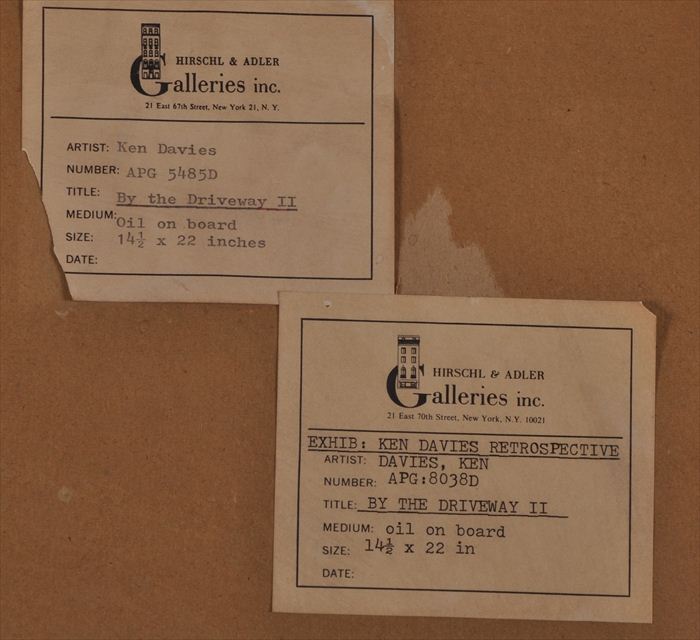 HIRSCHL & ADLER
Galleries inc.
21 East 67th Street, New York 21, N. Y.
ARTIST: Ken Davies
NUMBER: APG 5485D
TITLE: By the Driveway II
MEDIUM: Oil on board
SIZE: 14½ x 22 inches
DATE:
HIRSCHL & ADLER
Galleries inc.
21 East 70th Street, New York, N.Y. 10021
EXHIB: KEN DAVIES RETROSPECTIVE
ARTIST: DAVIES, KEN
NUMBER: APG:8038D
TITLE: BY THE DRIVEWAY II
MEDIUM: oil on board
SIZE: 14½ x 22 in
DATE: